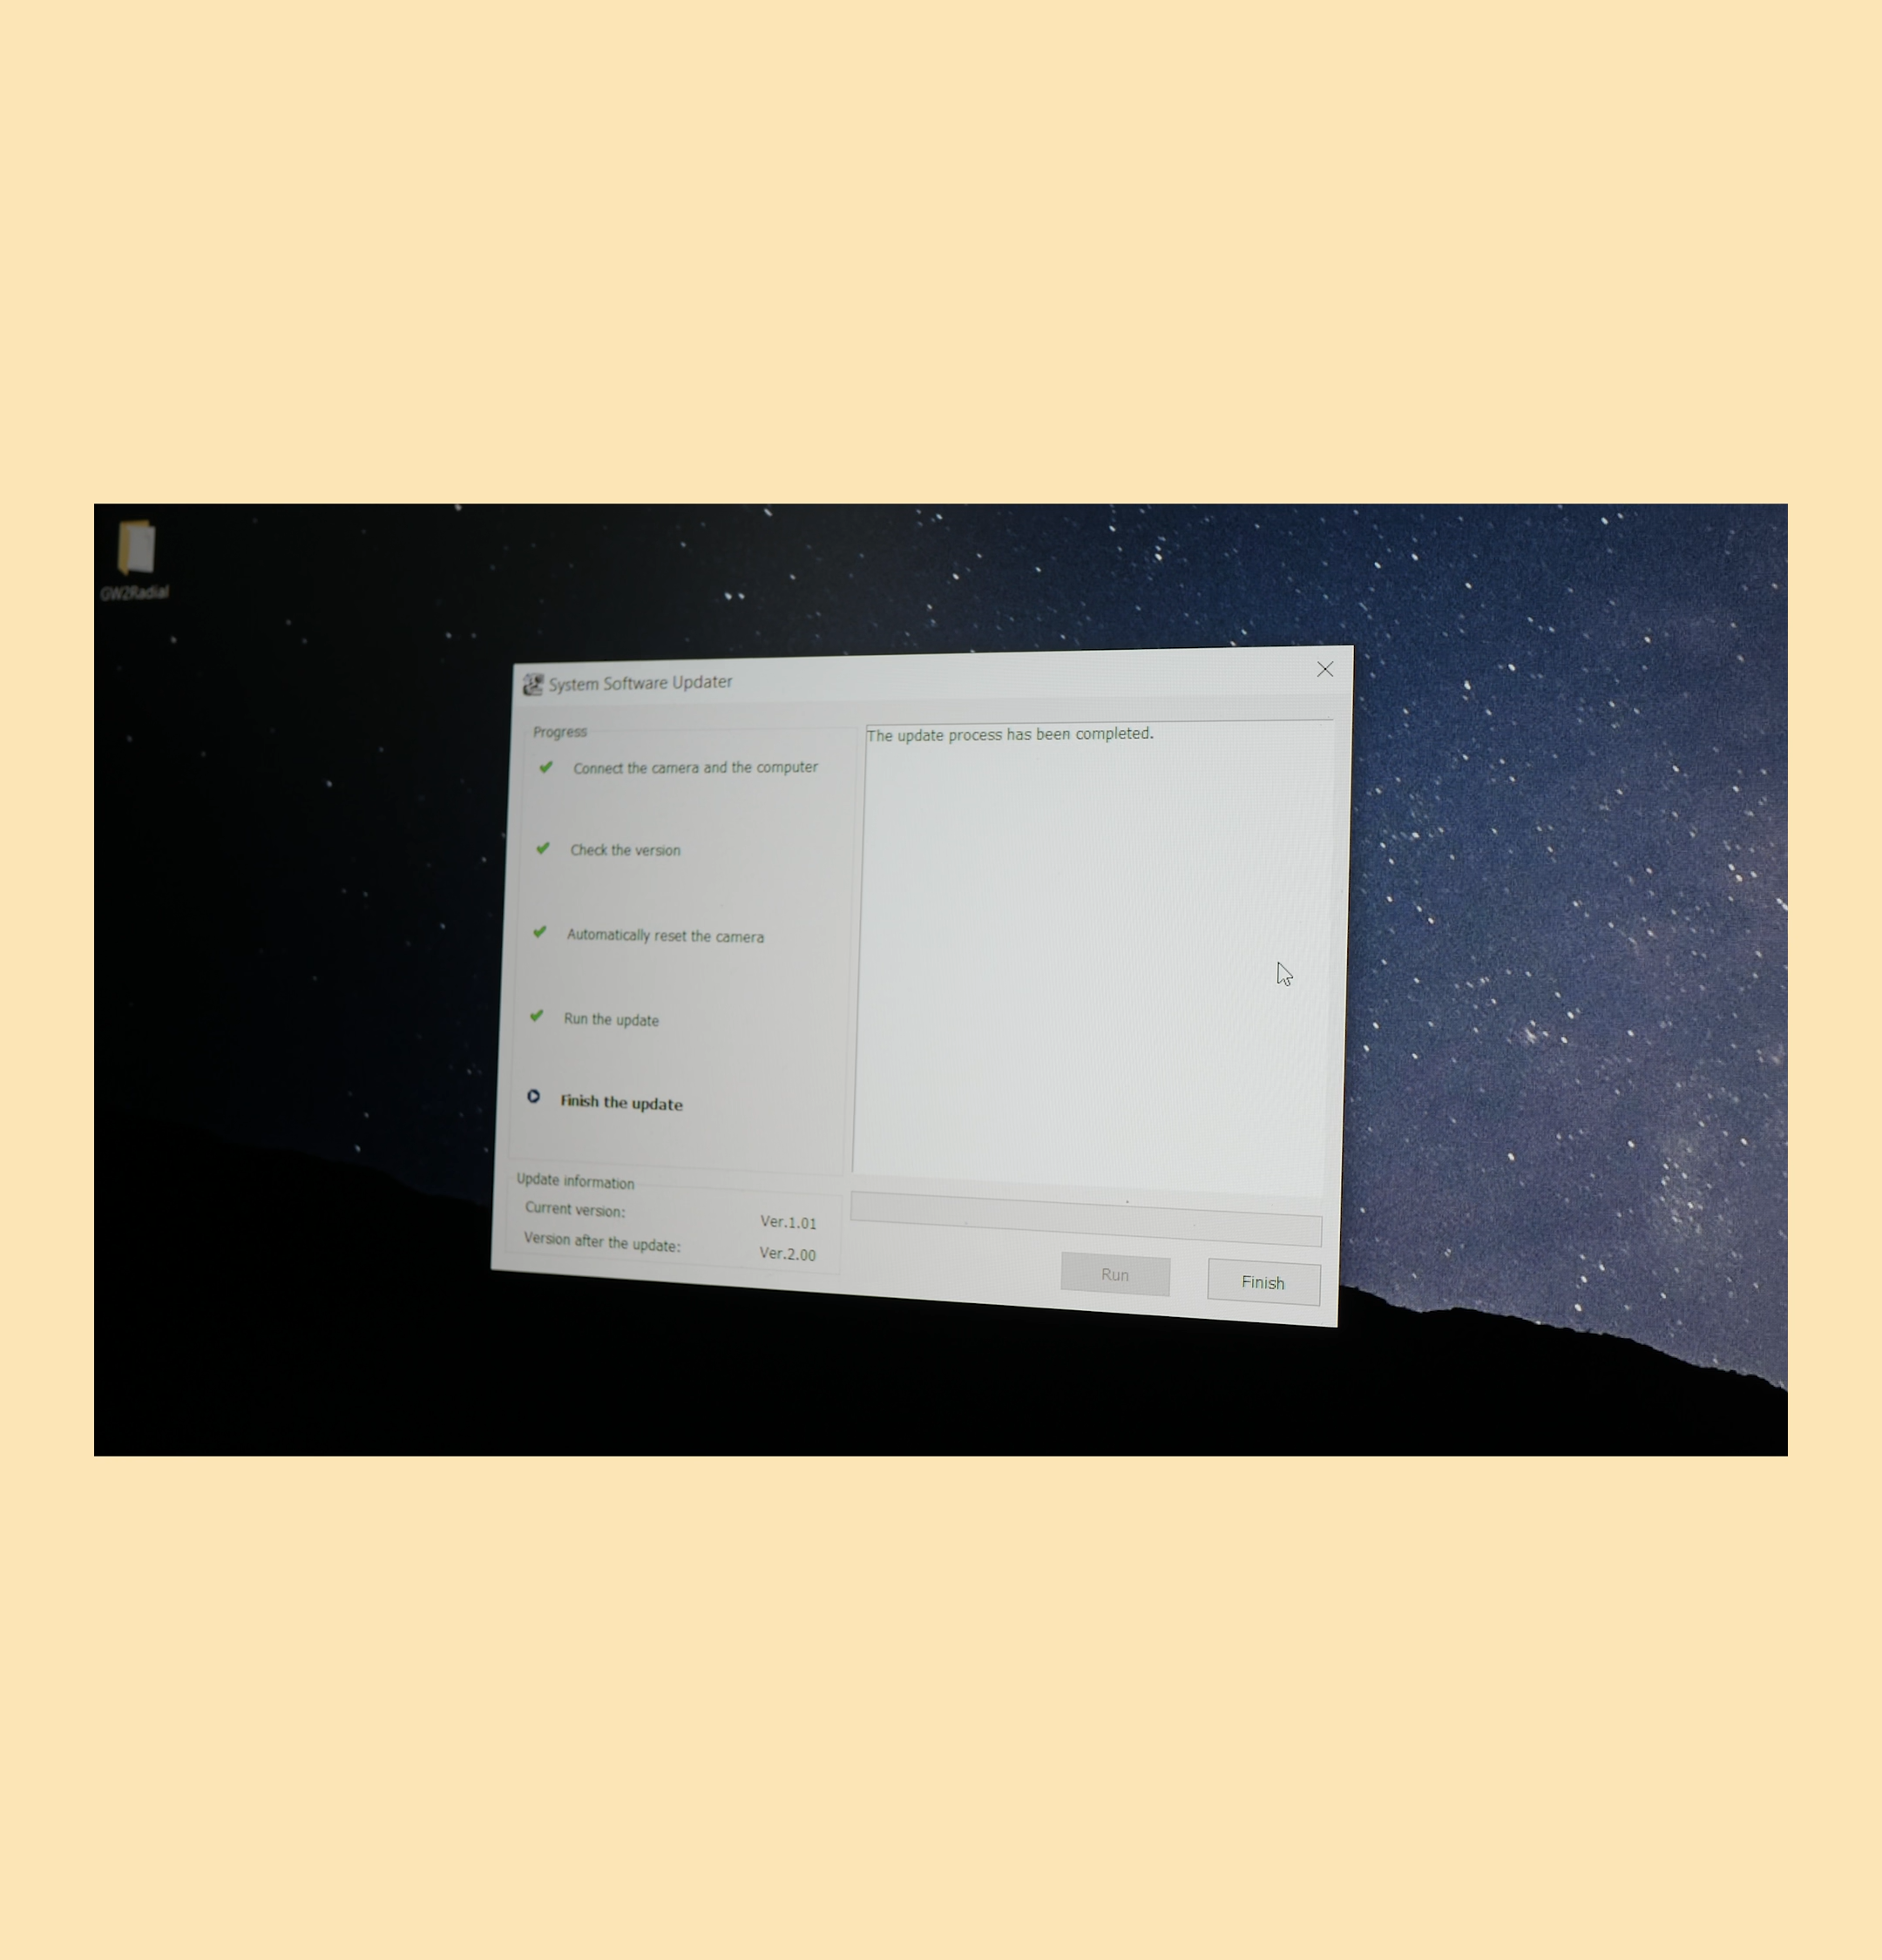 GW2Radial
System Software Updater
Progress
Connect the camera and the computer
Check the version
Automatically reset the camera
Run the update
Finish the update
The update process has been completed.
Update information
Current version: Ver.1.01
Version after the update: Ver.2.00
Run
Finish